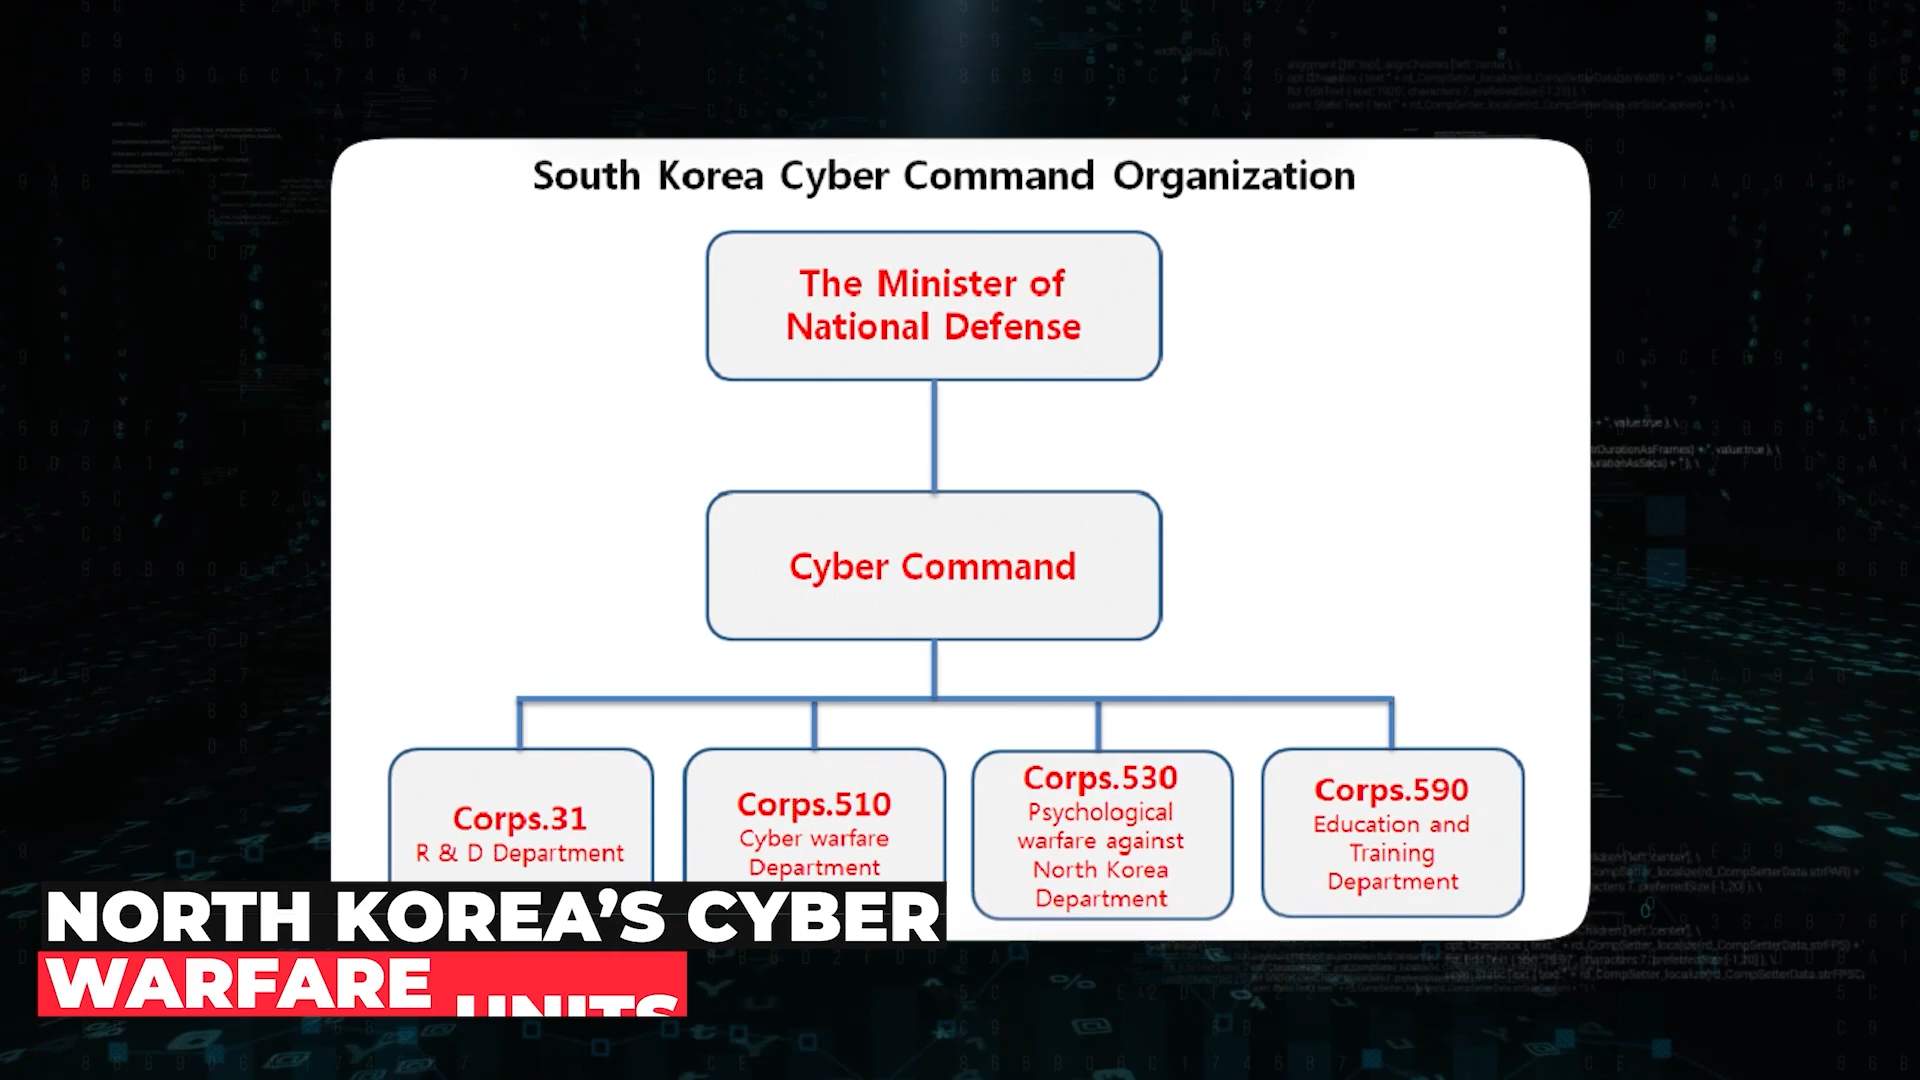 South Korea Cyber Command Organization
The Minister of
National Defense
Cyber Command
Corps.31
R & D Department
Corps.510
Cyber warfare
Department
Corps.530
Psychological
warfare against
North Korea
Department
Corps.590
Education and
Training
Department
NORTH KOREA’S CYBER
WARFARE UNITS